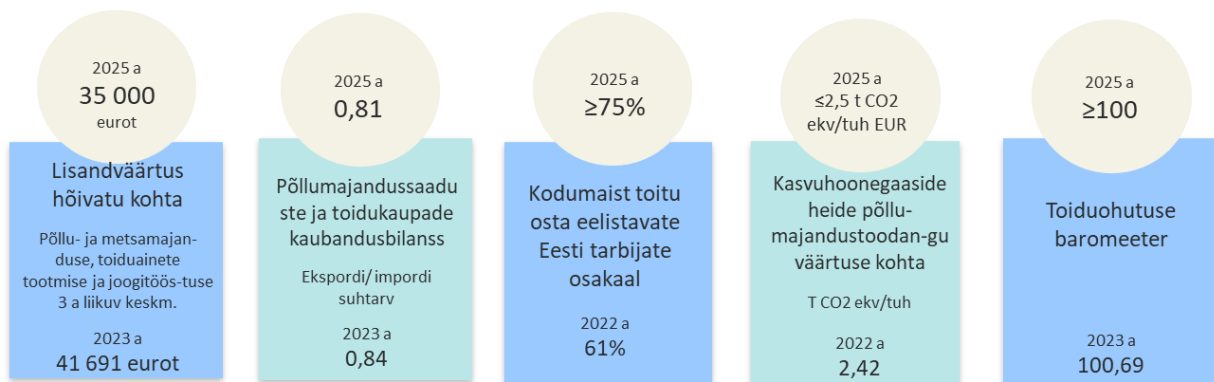 2025 a
35 000
eurot
Lisandväärtus
hõivatu kohta
Põllu- ja metsamajan-
duse, toiduainete
tootmise ja joogitöös-tuse
3 a liikuv keskm.
2023 a
41 691 eurot
2025 a
0,81
Põllumajandussaadu
ste ja toidukaupade
kaubandusbilanss
Ekspordi/ impordi
suhtarv
2023 a
0,84
2025 a
≥75%
Kodumaist toitu
osta eelistavate
Eesti tarbijate
osakaal
2022 a
61%
2025 a
≤2,5 t CO2
ekv/tuh EUR
Kasvuhoonegaaside
heide põllu-
majandustoodan-gu
väärtuse kohta
T CO2 ekv/tuh
2022 a
2,42
2025 a
≥100
Toiduohutuse
baromeeter
2023 a
100,69